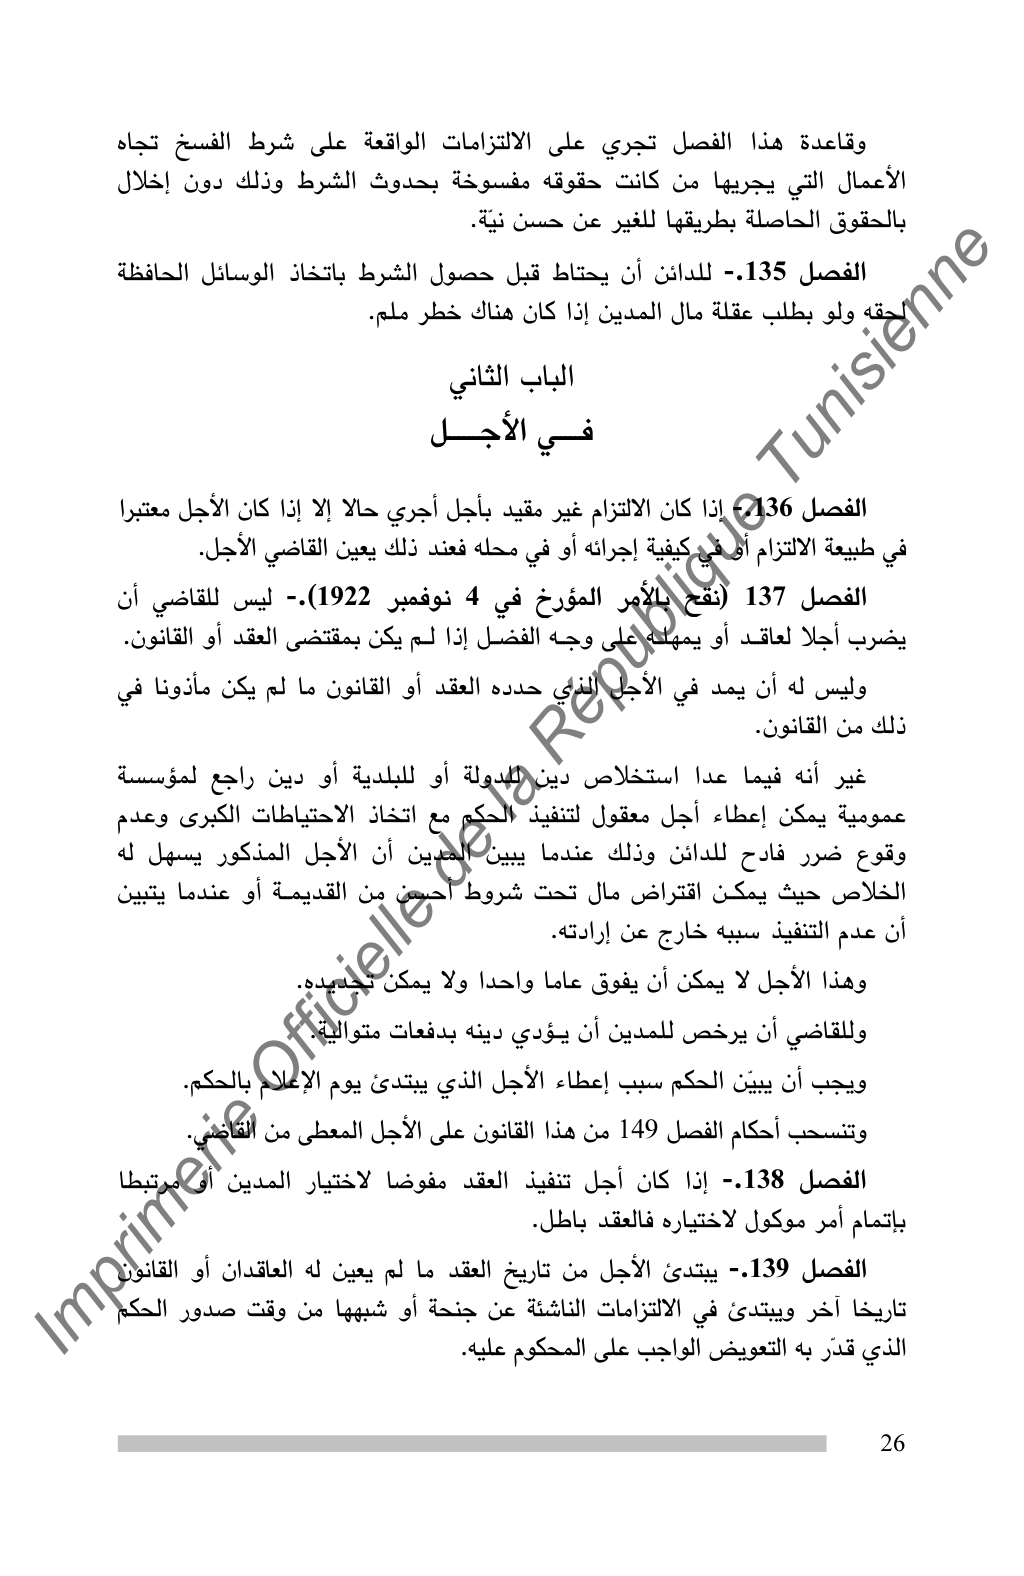 وقاعدة هذا الفصل تجري على الالتزامات الواقعة على شرط الفسخ تجاه
الأعمال التي يجريها من كانت حقوقه مفسوخة بحدوث الشرط وذلك دون إخلال
بالحقوق الحاصلة بطريقها للغير عن حسن نيّة.
الفصل 135.- للدائن أن يحتاط قبل حصول الشرط باتخاذ الوسائل الحافظة
لحقه ولو بطلب عقلة مال المدين إذا كان هناك خطر ملم.
الباب الثاني
فـــي الأجـــــل
الفصل 136.- إذا كان الالتزام غير مقيد بأجل أجري حالا إلا إذا كان الأجل معتبرا
في طبيعة الالتزام أو في كيفية إجرائه أو في محله فعند ذلك يعين القاضي الأجل.
الفصل 137 (نقح بالأمر المؤرخ في 4 نوفمبر 1922).- ليس للقاضي أن
يضرب أجلا لعاقـد أو يمهلـه على وجـه الفضـل إذا لـم يكن بمقتضى العقد أو القانون.
وليس له أن يمد في الأجل الذي حدده العقد أو القانون ما لم يكن مأذونا في
ذلك من القانون.
غير أنه فيما عدا استخلاص دين للدولة أو للبلدية أو دين راجع لمؤسسة
عمومية يمكن إعطاء أجل معقول لتنفيذ الحكم مع اتخاذ الاحتياطات الكبرى وعدم
وقوع ضرر فادح للدائن وذلك عندما يبين المدين أن الأجل المذكور يسهل له
الخلاص حيث يمكـن اقتراض مال تحت شروط أحسن من القديمـة أو عندما يتبين
أن عدم التنفيذ سببه خارج عن إرادته.
وهذا الأجل لا يمكن أن يفوق عاما واحدا ولا يمكن تجديده.
وللقاضي أن يرخص للمدين أن يـؤدي دينه بدفعات متوالية.
ويجب أن يبيّن الحكم سبب إعطاء الأجل الذي يبتدئ يوم الإعلام بالحكم.
وتنسحب أحكام الفصل 149 من هذا القانون على الأجل المعطى من القاضي.
الفصل 138.- إذا كان أجل تنفيذ العقد مفوضا لاختيار المدين أو مرتبطا
بإتمام أمر موكول لاختياره فالعقد باطل.
الفصل 139.- يبتدئ الأجل من تاريخ العقد ما لم يعين له العاقدان أو القانون
تاريخا آخر ويبتدئ في الالتزامات الناشئة عن جنحة أو شبهها من وقت صدور الحكم
الذي قدّر به التعويض الواجب على المحكوم عليه.
26
Imprimerie Officielle de la République Tunisienne